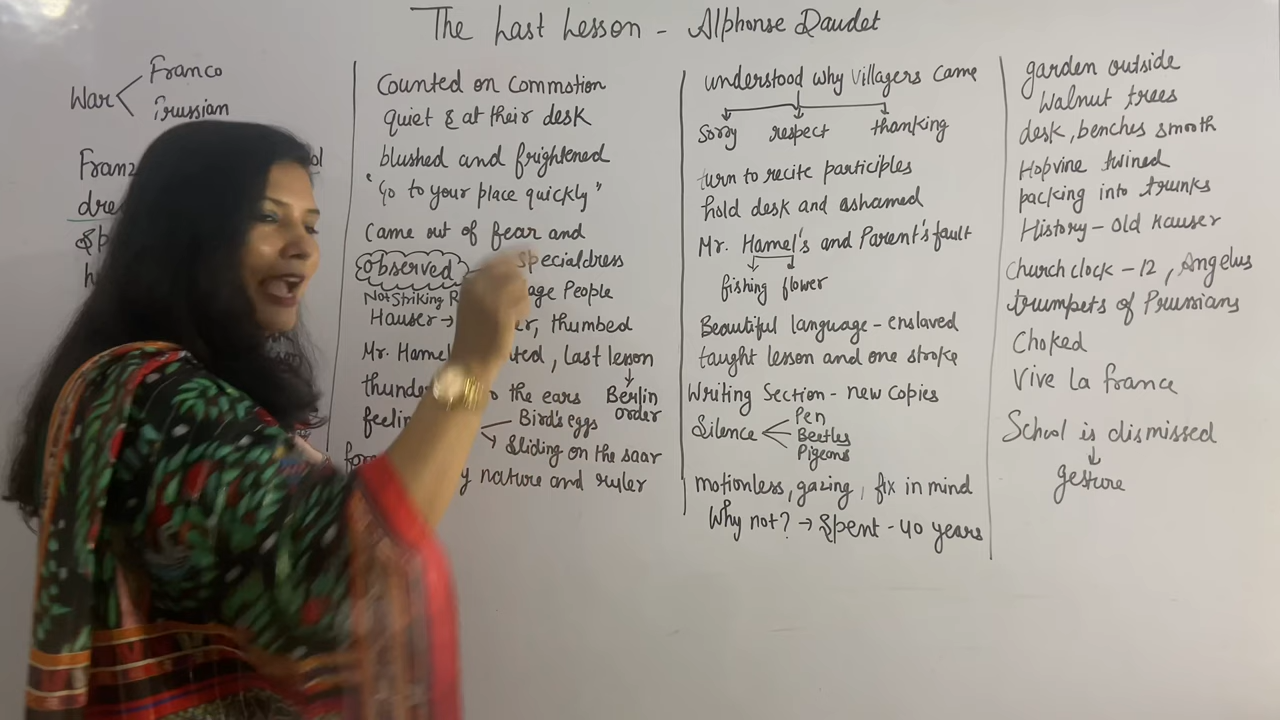 The Last Lesson - Alphonse Daudet
War
Franco
Prussian
Franz
Counted on Commotion
quiet & at their desk
blushed and frightened
"Go to your place quickly"
Came out of fear and
Observed
Specialdress
Not Striking
People
Hauser →
, thumbed
Mr. Hamel
, last lesson
Berlin
order
the ears
Bird's eggs
Sliding on the saar
nature and ruler
understood why villagers came
Sorry respect thanking
turn to recite participles
hold desk and ashamed
Mr. Hamel's and Parent's fault
fishing flower
Beautiful language - enslaved
taught lesson and one stroke
Writing Section - new copies
Silence
Pen
Beetles
Pigeons
motionless, gazing, fix in mind
Why not? → Spent - 40 years
garden outside
Walnut trees
desk, benches smooth
Hopvine twined
packing into trunks
History - Old Hauser
Church clock - 12, Angelus
trumpets of Prussians
Choked
Vive la france
School is dismissed
gesture